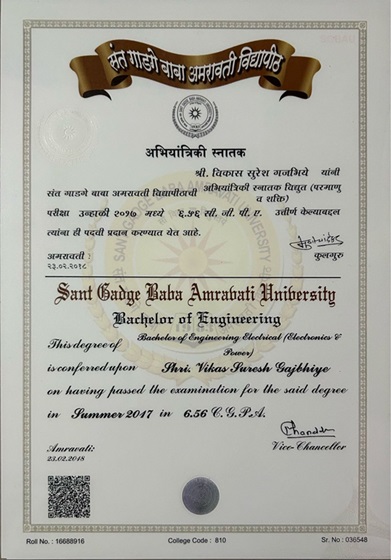 संत गाडगे बाबा अमरावती विद्यापीठ
अभियांत्रिकी स्नातक
श्री. विकास सुरेश गजभिये यांनी
संत गाडगे बाबा अमरावती विद्यापीठाची अभियांत्रिकी स्नातक विद्युत (परमाणु व शक्ति)
परीक्षा उन्हाळी २०१७ मध्ये ६.५६ सी. जी. पी. ए. उत्तीर्ण केल्याबद्दल
त्यांना ही पदवी प्रदान करण्यात येत आहे.
अमरावती :
२३.०२.२०१८
कुलगुरु
Sant Gadge Baba Amravati University
Bachelor of Engineering
This degree of Bachelor of Engineering Electrical (Electronics & Power)
is conferred upon Shri. Vikas Suresh Gajbhiye
on having passed the examination for the said degree
in Summer 2017 in 6.56 C.G.P.A.
Amravati:
23.02.2018
Vice-Chancellor
Roll No. : 16688916 College Code : 810 Sr. No : 036548